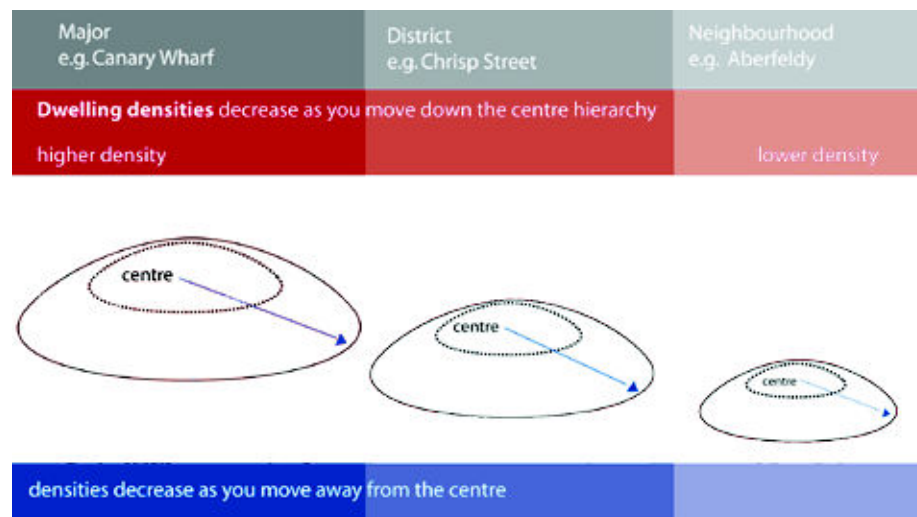 Major
e.g. Canary Wharf
District
e.g. Chrisp Street
Neighbourhood
e.g. Aberfeldy
Dwelling densities decrease as you move down the centre hierarchy
higher density
lower density
centre
centre
centre
densities decrease as you move away from the centre